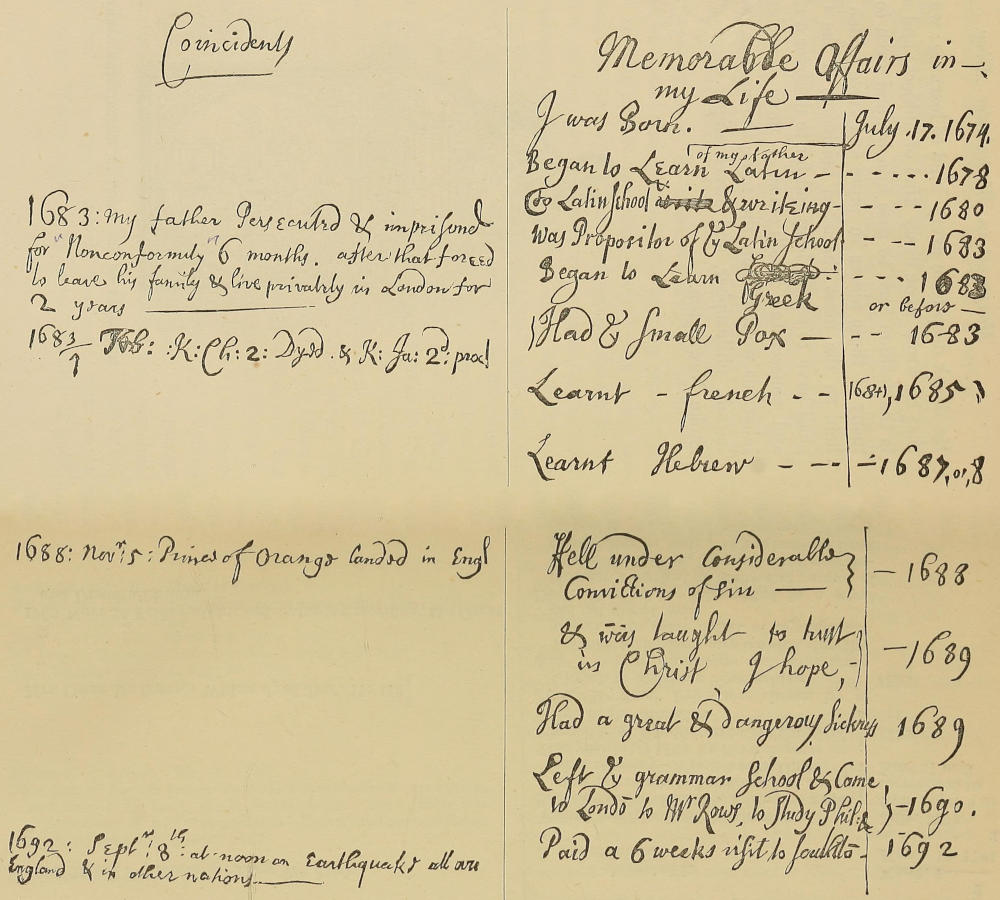 Coincidents
1683: my father Persecuted & imprisond
for Nonconformity 6 months. after that forced
to leave his family & live privately in London for
2 years
1683/4 Feb: K: Ch: 2: Dyed. & K: Ja: 2d: procl
1688: Novr. 5: Prince of Orange landed in Engl
1692: Septr. 8th: at noon an Earthquake all over
England & in other nations
Memorable Affairs in
my Life
I was Born. July .17. 1674.
of my father
Began to Learn Latin - - - - - 1678
To Latin School & writeing - - - 1680
Was Propositor of ye Latin School - - - 1683
Began to Learn - - - 1683
Greek or before
Had ye Small Pox - - - 1683
Learnt - french - - 1684, 1685
Learnt Hebrew - - - - 1687, or, 8
Fell under Considerable
Convictions of sin - 1688
& was taught to trust
in Christ I hope, - 1689
Had a great & dangerous sickness 1689
Left ye grammar School & Came
to Londō to Mr Rows, to study Phil: &c - 1690.
Paid a 6 weeks visit to Southtō - 1692